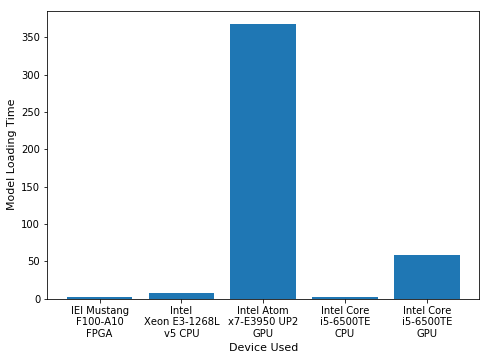 350
300
250
200
150
100
50
0
Model Loading Time
IEI Mustang
F100-A10
FPGA
Intel
Xeon E3-1268L
v5 CPU
Intel Atom
x7-E3950 UP2
GPU
Intel Core
i5-6500TE
CPU
Intel Core
i5-6500TE
GPU
Device Used